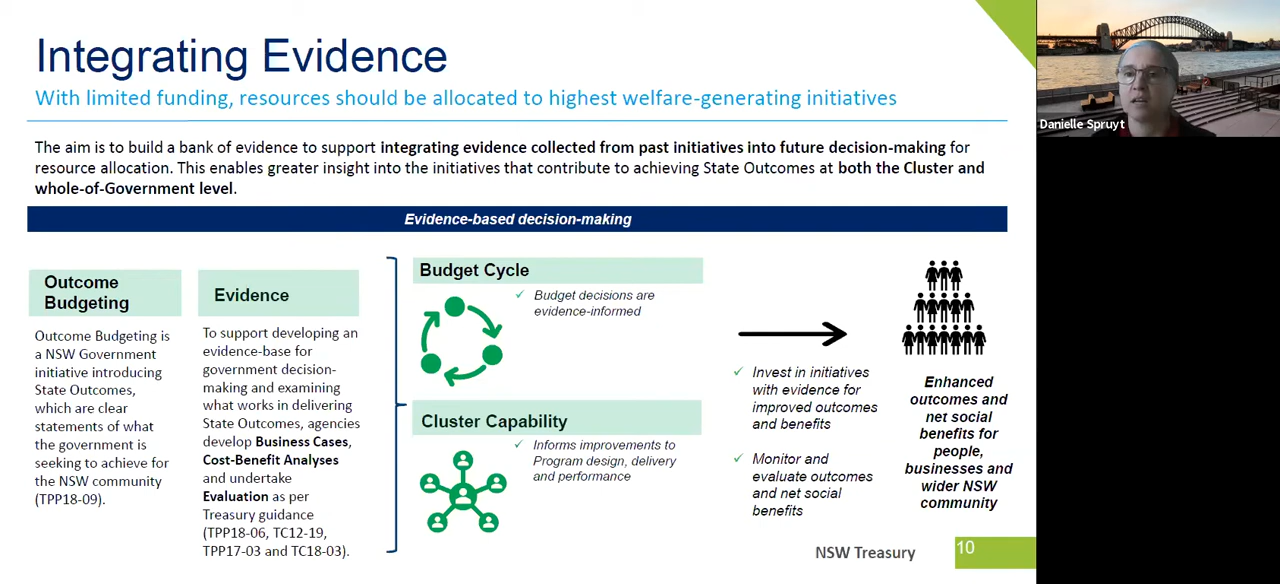 Integrating Evidence
With limited funding, resources should be allocated to highest welfare-generating initiatives
The aim is to build a bank of evidence to support integrating evidence collected from past initiatives into future decision-making for
resource allocation. This enables greater insight into the initiatives that contribute to achieving State Outcomes at both the Cluster and
whole-of-Government level.
Evidence-based decision-making
Outcome
Budgeting
Outcome Budgeting is
a NSW Government
initiative introducing
State Outcomes,
which are clear
statements of what
the government is
seeking to achieve for
the NSW community
(TPP18-09).
Evidence
To support developing an
evidence-base for
government decision-
making and examining
what works in delivering
State Outcomes, agencies
develop Business Cases,
Cost-Benefit Analyses
and undertake
Evaluation as per
Treasury guidance
(TPP18-06, TC12-19,
TPP17-03 and TC18-03).
Budget Cycle
✓ Budget decisions are
evidence-informed
Cluster Capability
✓ Informs improvements to
Program design, delivery
and performance
✓ Invest in initiatives
with evidence for
improved outcomes
and benefits
✓ Monitor and
evaluate outcomes
and net social
benefits
Enhanced
outcomes and
net social
benefits for
people,
businesses and
wider NSW
community
NSW Treasury
10
Danielle Spruyt